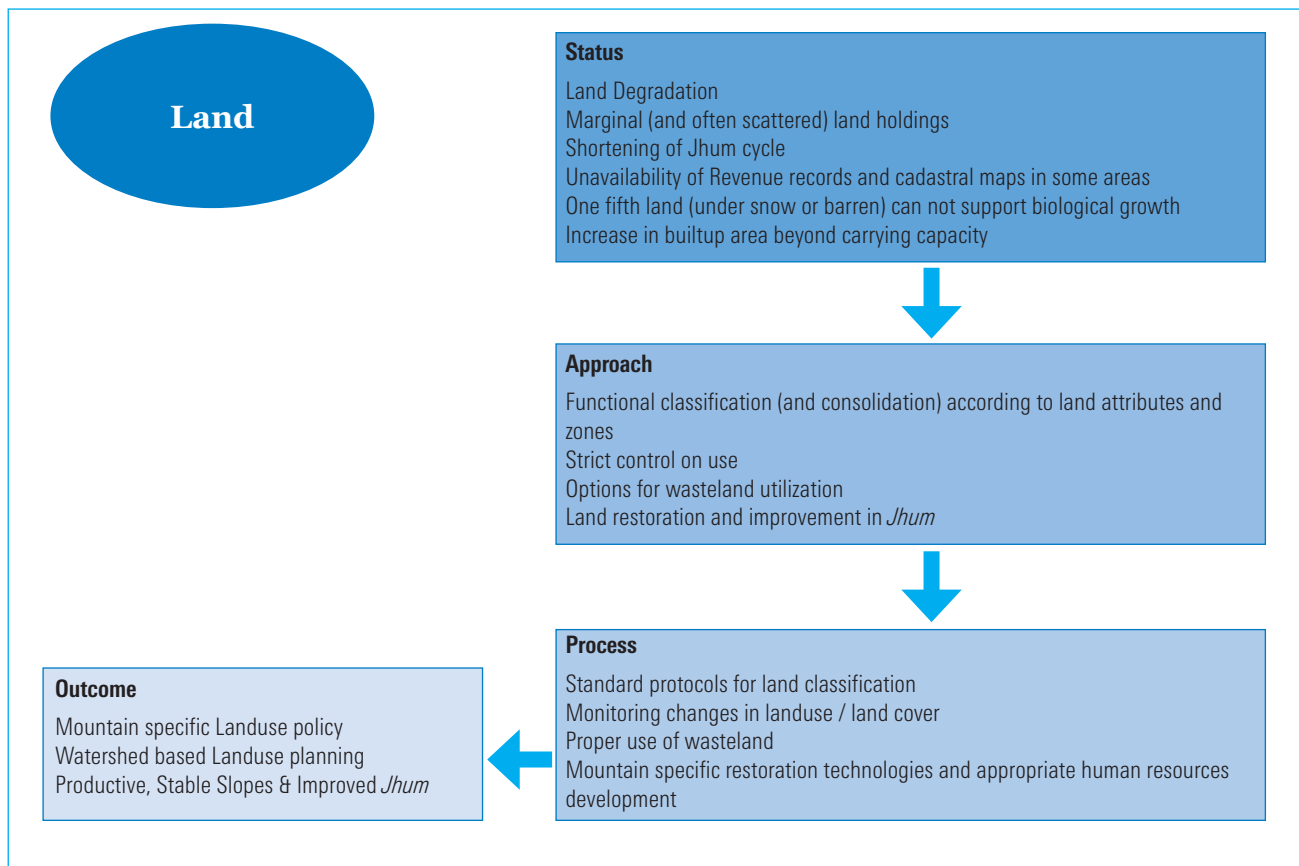 Land
Status
Land Degradation
Marginal (and often scattered) land holdings
Shortening of Jhum cycle
Unavailability of Revenue records and cadastral maps in some areas
One fifth land (under snow or barren) can not support biological growth
Increase in builtup area beyond carrying capacity
Approach
Functional classification (and consolidation) according to land attributes and
zones
Strict control on use
Options for wasteland utilization
Land restoration and improvement in Jhum
Process
Standard protocols for land classification
Monitoring changes in landuse / land cover
Proper use of wasteland
Mountain specific restoration technologies and appropriate human resources
development
Outcome
Mountain specific Landuse policy
Watershed based Landuse planning
Productive, Stable Slopes & Improved Jhum